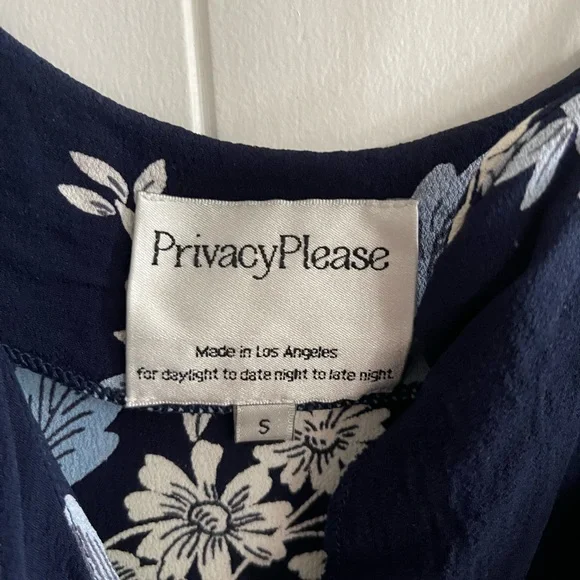 PrivacyPlease
Made in Los Angeles
for daylight to date night to late night
S